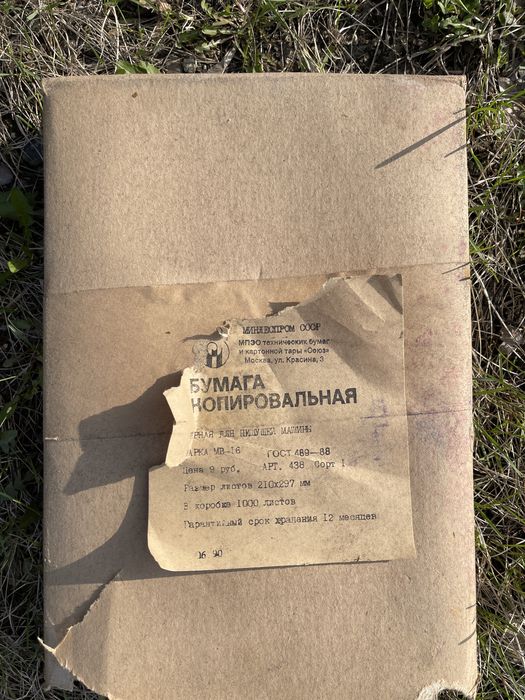 МИНЛЕСПРОМ СССР
МПЭО технических бумаг
и картонной тары «Союз»
Москва, ул. Красина, 3
БУМАГА
КОПИРОВАЛЬНАЯ
РНАЯ ДЛЯ ПИШУЩЕЙ МАШИНЫ
МАРКА МВ-16 ГОСТ 489-88
Цена 9 руб. АРТ. 438 Сорт 1
Размер листов 210х297 мм
В коробке 1000 листов
Гарантийный срок хранения 12 месяцев
16 90